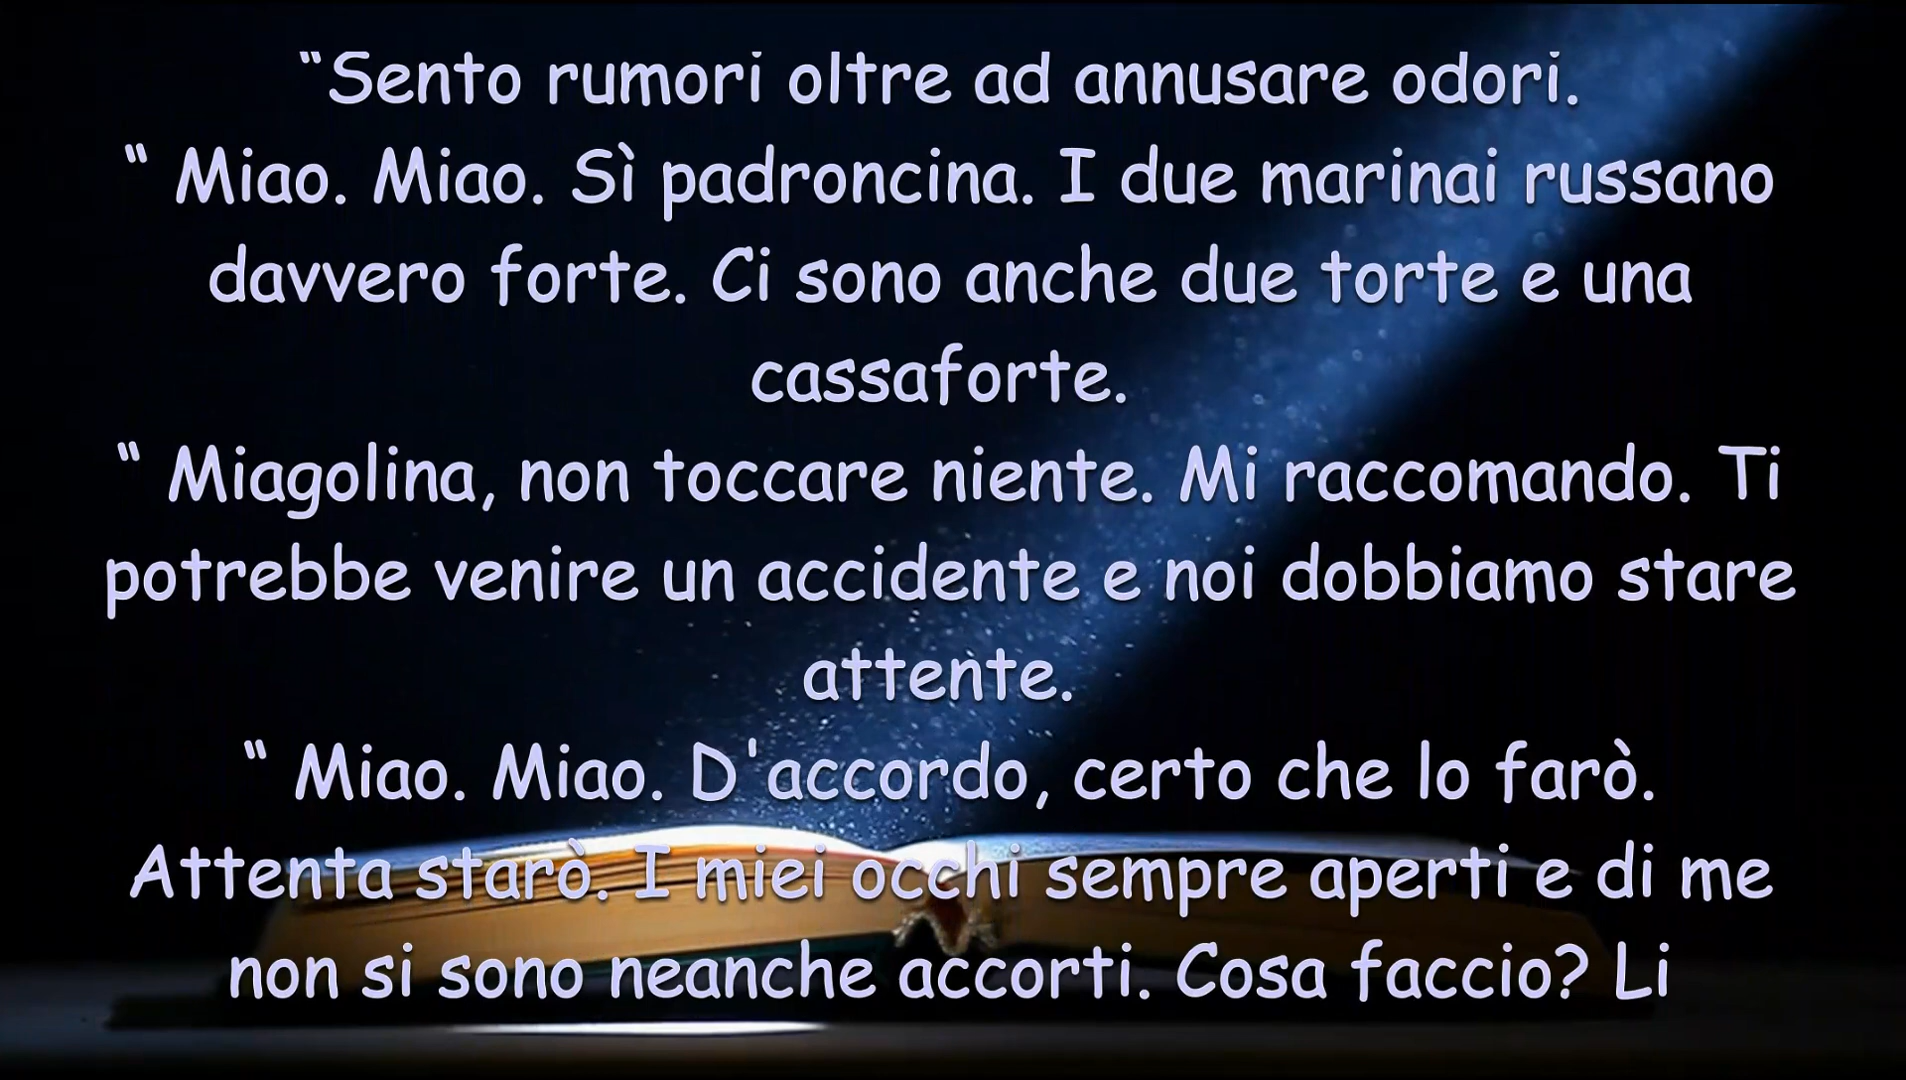 “Sento rumori oltre ad annusare odori.
“ Miao. Miao. Sì padroncina. I due marinai russano
davvero forte. Ci sono anche due torte e una
cassaforte.
“ Miagolina, non toccare niente. Mi raccomando. Ti
potrebbe venire un accidente e noi dobbiamo stare
attente.
“ Miao. Miao. D'accordo, certo che lo farò.
Attenta starò. I miei occhi sempre aperti e di me
non si sono neanche accorti. Cosa faccio? Li